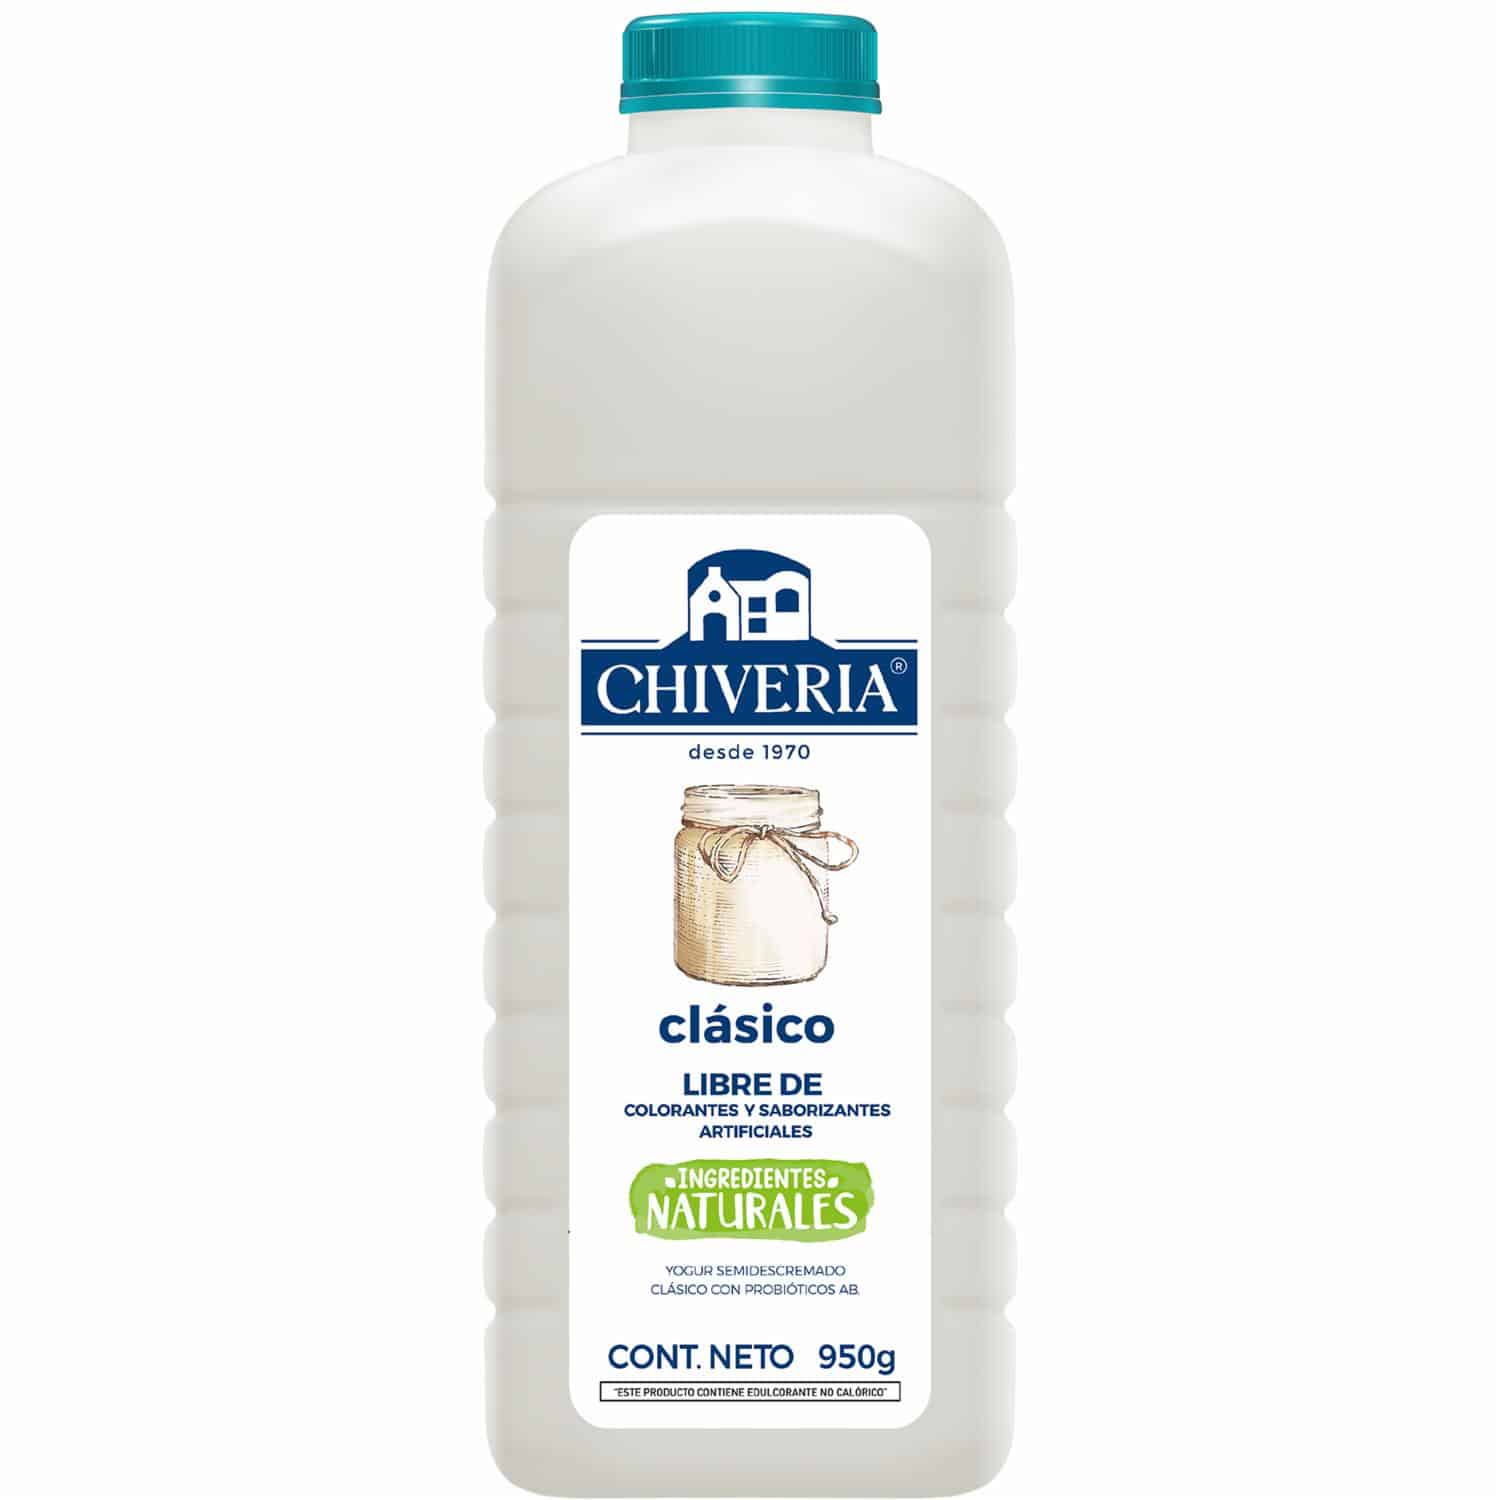 CHIVERIA®
desde 1970
clásico
LIBRE DE
COLORANTES Y SABORIZANTES
ARTIFICIALES
INGREDIENTES
NATURALES
YOGUR SEMIDESCREMADO
CLÁSICO CON PROBIÓTICOS AB.
CONT. NETO 950g
"ESTE PRODUCTO CONTIENE EDULCORANTE NO CALÓRICO"